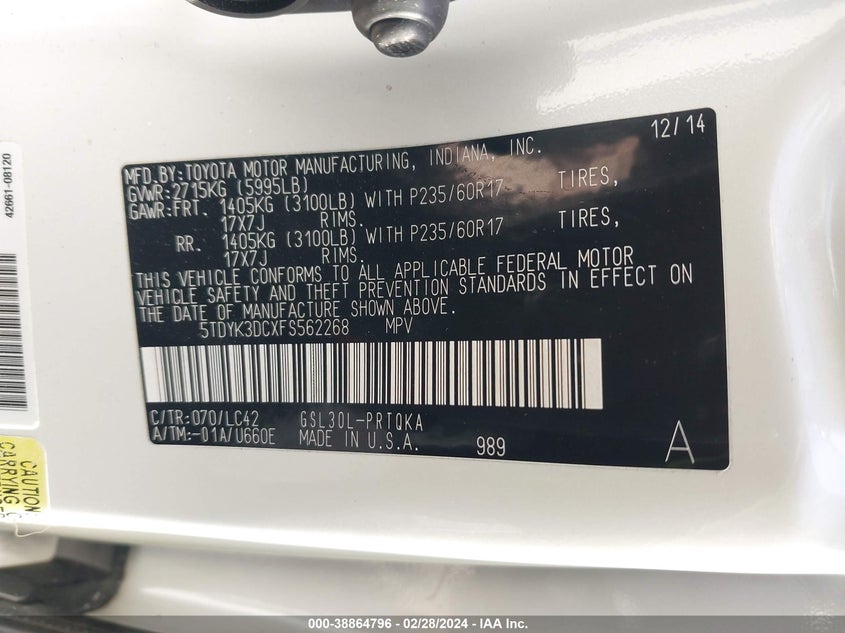 12/14
MFD.BY:TOYOTA MOTOR MANUFACTURING, INDIANA, INC.
GVWR:2715KG (5995LB)
GAWR:FRT. 1405KG (3100LB) WITH P235/60R17 TIRES,
17X7J RIMS.
RR. 1405KG (3100LB) WITH P235/60R17 TIRES,
17X7J RIMS.
THIS VEHICLE CONFORMS TO ALL APPLICABLE FEDERAL MOTOR
VEHICLE SAFETY AND THEFT PREVENTION STANDARDS IN EFFECT ON
THE DATE OF MANUFACTURE SHOWN ABOVE.
5TDYK3DCXFS562268 MPV
C/TR:070/LC42 GSL30L-PRTQKA
A/TM:-01A/U660E MADE IN U.S.A. 989 A
42661-08120
CAUTION
CARRYING
000-38864796 - 02/28/2024 - IAA Inc.